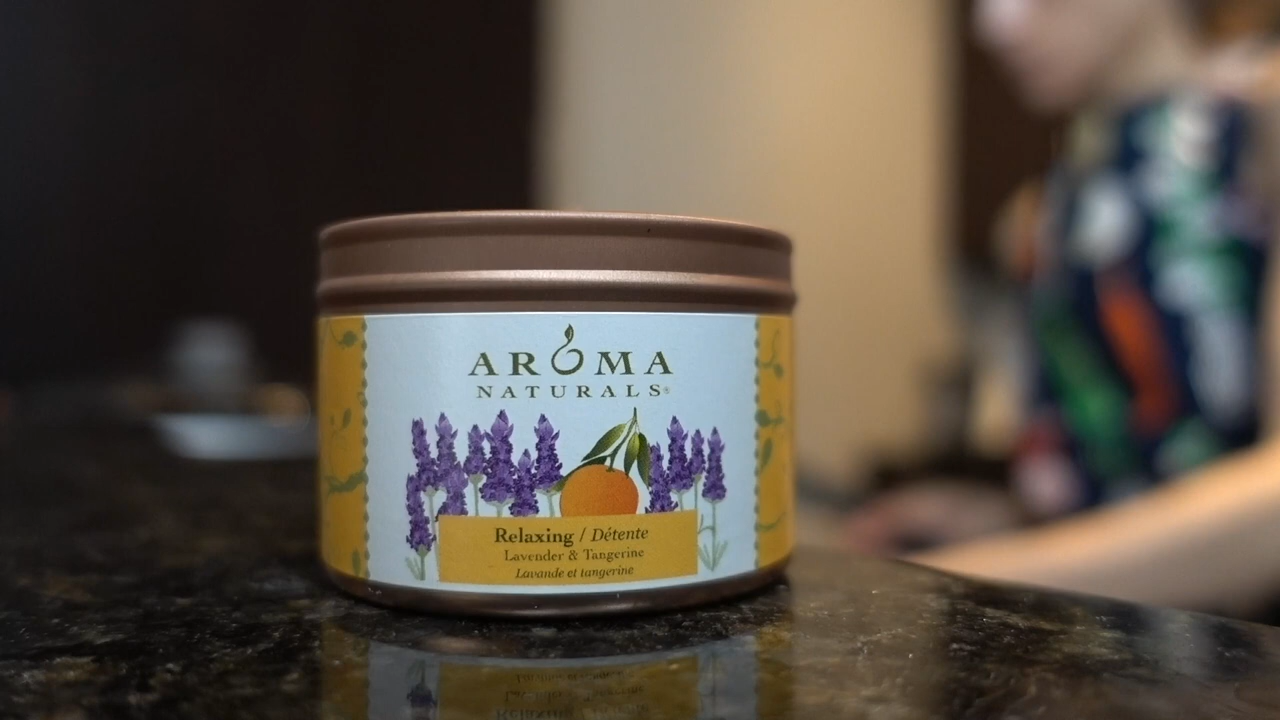 AROMA
NATURALS®
Relaxing / Détente
Lavender & Tangerine
Lavande et tangerine